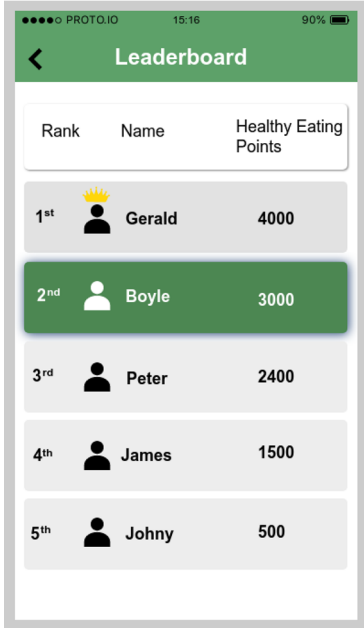 PROTO.IO 15:16 90%
Leaderboard
Rank Name Healthy Eating
Points
1st Gerald 4000
2nd Boyle 3000
3rd Peter 2400
4th James 1500
5th Johny 500